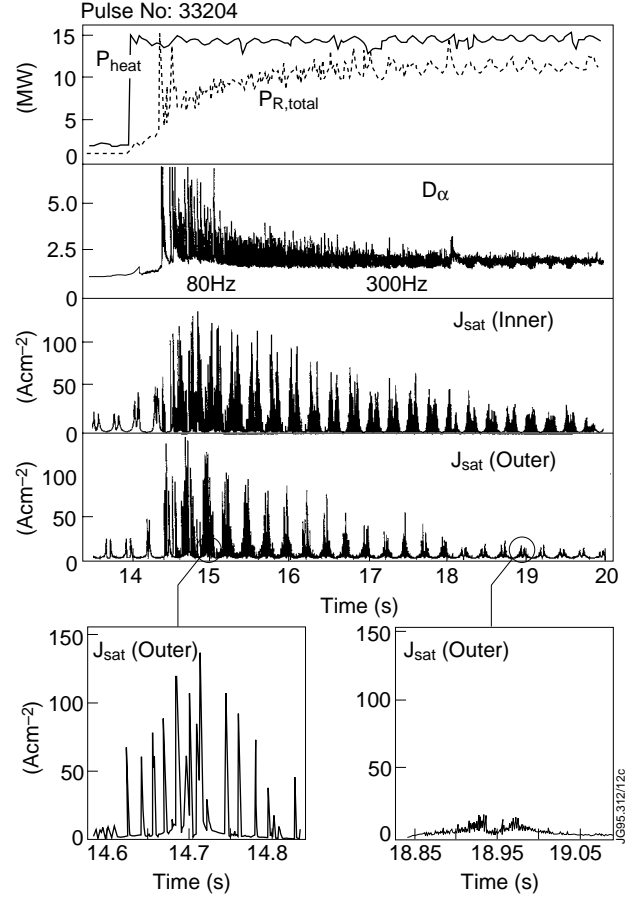 Pulse No: 33204
15
10
5
0
(MW)
P_heat
P_R,total
5.0
2.5
0
Dα
80Hz
300Hz
100
50
0
(Acm⁻²)
J_sat (Inner)
100
50
0
(Acm⁻²)
J_sat (Outer)
14 15 16 17 18 19 20
Time (s)
150
100
50
0
(Acm⁻²)
J_sat (Outer)
14.6 14.7 14.8
Time (s)
150
100
50
0
J_sat (Outer)
18.85 18.95 19.05
Time (s)
JG95.312/12c